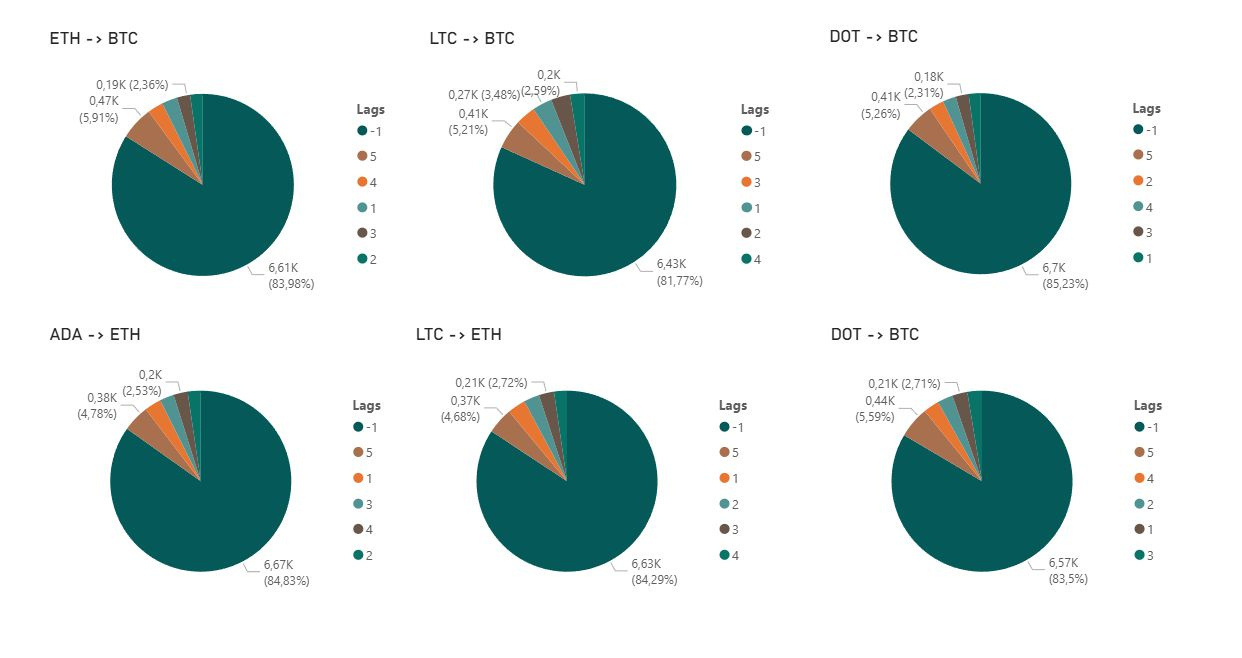 ETH -> BTC
0,19K (2,36%)
0,47K
(5,91%)
6,61K
(83,98%)
Lags
-1
5
4
1
3
2
LTC -> BTC
0,2K
(2,59%)
0,27K (3,48%)
0,41K
(5,21%)
6,43K
(81,77%)
Lags
-1
5
3
1
2
4
DOT -> BTC
0,18K
(2,31%)
0,41K
(5,26%)
6,7K
(85,23%)
Lags
-1
5
2
4
3
1
ADA -> ETH
0,2K
(2,53%)
0,38K
(4,78%)
6,67K
(84,83%)
Lags
-1
5
1
3
4
2
LTC -> ETH
0,21K (2,72%)
0,37K
(4,68%)
6,63K
(84,29%)
Lags
-1
5
1
2
3
4
DOT -> BTC
0,21K (2,71%)
0,44K
(5,59%)
6,57K
(83,5%)
Lags
-1
5
4
2
1
3